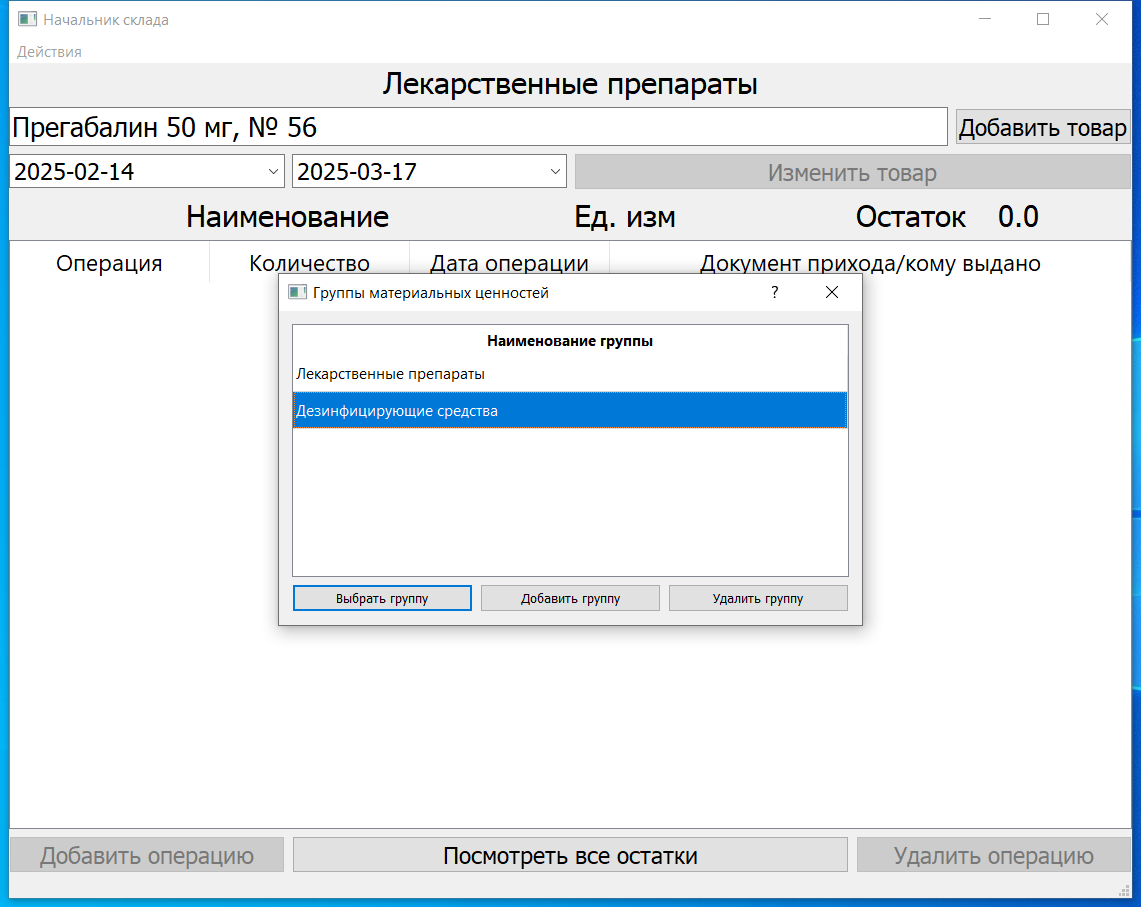 Начальник склада
Действия
Лекарственные препараты
Прегабалин 50 мг, № 56 Добавить товар
2025-02-14 2025-03-17 Изменить товар
Наименование Ед. изм Остаток 0.0
Операция Количество Дата операции Документ прихода/кому выдано
Группы материальных ценностей ?
Наименование группы
Лекарственные препараты
Дезинфицирующие средства
Выбрать группу Добавить группу Удалить группу
Добавить операцию Посмотреть все остатки Удалить операцию